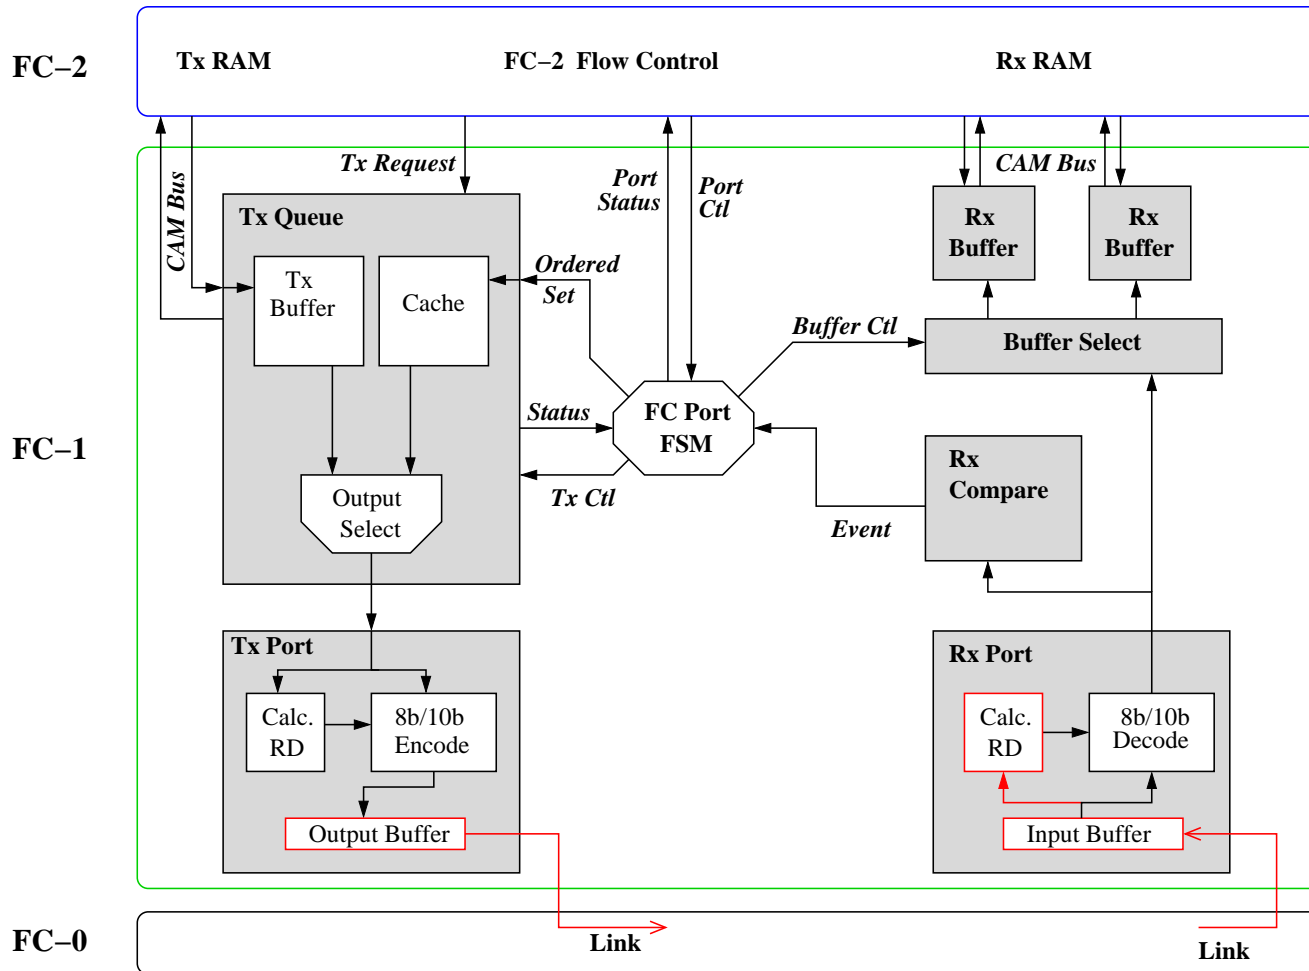 FC–2
Tx RAM
FC–2 Flow Control
Rx RAM
CAM Bus
Tx Request
Port
Status
Port
Ctl
CAM Bus
Tx Queue
Tx
Buffer
Cache
Ordered
Set
Rx
Buffer
Rx
Buffer
Buffer Ctl
Buffer Select
FC–1
Status
FC Port
FSM
Tx Ctl
Output
Select
Rx
Compare
Event
Tx Port
Calc.
RD
8b/10b
Encode
Output Buffer
Rx Port
Calc.
RD
8b/10b
Decode
Input Buffer
FC–0
Link
Link